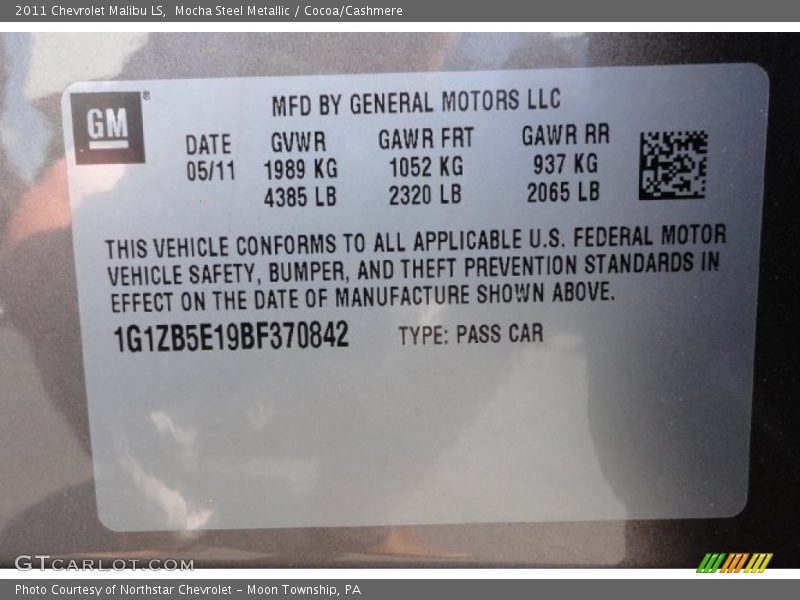 2011 Chevrolet Malibu LS,  Mocha Steel Metallic / Cocoa/Cashmere
GM®
MFD BY GENERAL MOTORS LLC
DATE GVWR GAWR FRT GAWR RR
05/11 1989 KG 1052 KG 937 KG
4385 LB 2320 LB 2065 LB
THIS VEHICLE CONFORMS TO ALL APPLICABLE U.S. FEDERAL MOTOR
VEHICLE SAFETY, BUMPER, AND THEFT PREVENTION STANDARDS IN
EFFECT ON THE DATE OF MANUFACTURE SHOWN ABOVE.
1G1ZB5E19BF370842 TYPE: PASS CAR
GTCARLOT.COM
Photo Courtesy of Northstar Chevrolet - Moon Township, PA